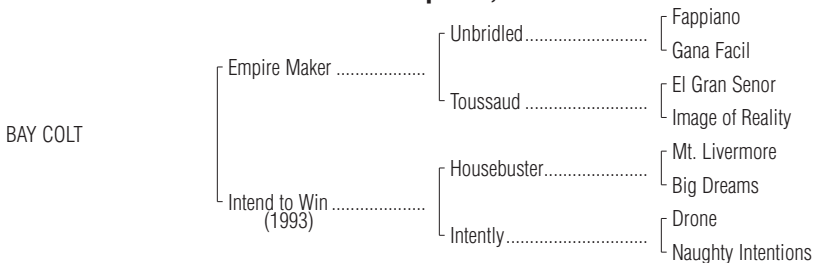 Fappiano
Unbridled..............................
Gana Facil
Empire Maker ...................
El Gran Senor
Toussaud ..............................
Image of Reality
BAY COLT
Mt. Livermore
Housebuster.........................
Big Dreams
Intend to Win .....................
(1993)
Drone
Intently..................................
Naughty Intentions